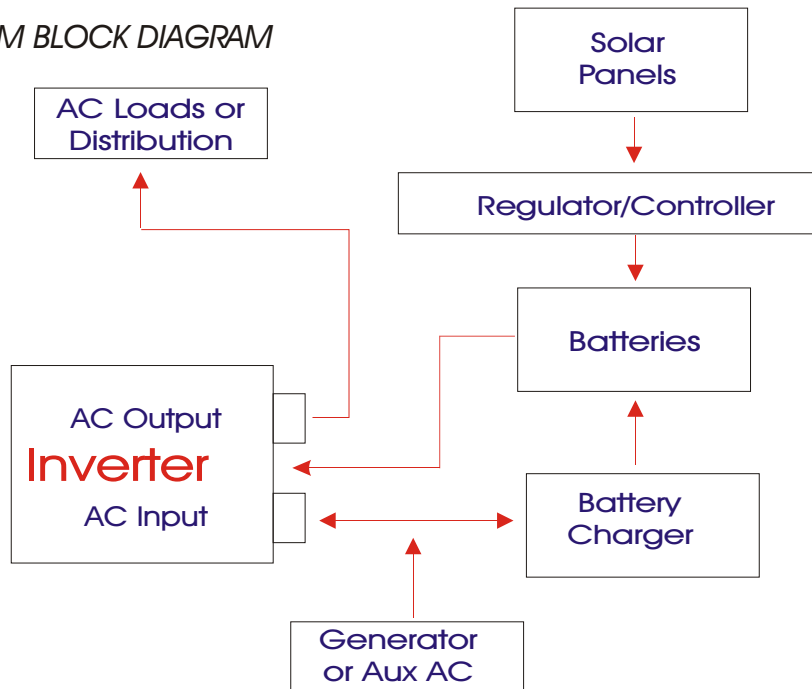 M BLOCK DIAGRAM
Solar
Panels
AC Loads or
Distribution
Regulator/Controller
Batteries
AC Output
Inverter
AC Input
Battery
Charger
Generator
or Aux AC